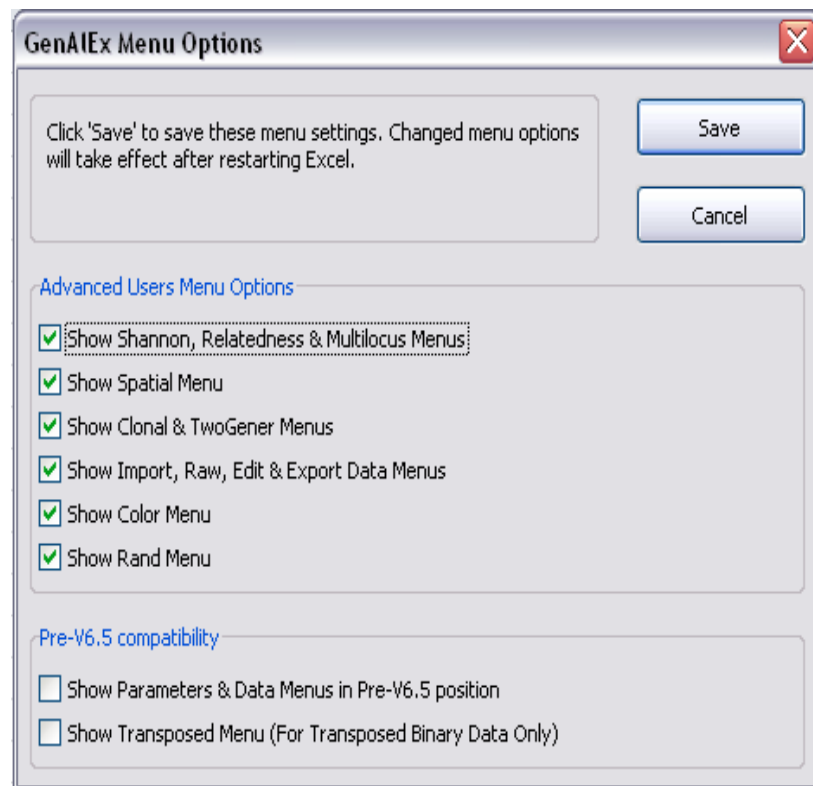 GenAlEx Menu Options
Click 'Save' to save these menu settings. Changed menu options
will take effect after restarting Excel.
Save
Cancel
Advanced Users Menu Options
Show Shannon, Relatedness & Multilocus Menus
Show Spatial Menu
Show Clonal & TwoGener Menus
Show Import, Raw, Edit & Export Data Menus
Show Color Menu
Show Rand Menu
Pre-V6.5 compatibility
Show Parameters & Data Menus in Pre-V6.5 position
Show Transposed Menu (For Transposed Binary Data Only)